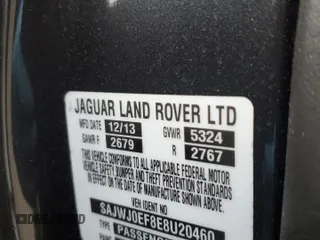 JAGUAR LAND ROVER LTD
MFD DATE 12/13 GVWR 5324
GAWR F 2679 R 2767
THIS VEHICLE CONFORMS TO ALL APPLICABLE FEDERAL MOTOR
VEHICLE SAFETY BUMPER AND THEFT PREVENTION STANDARDS
IN EFFECT ON THE DATE OF MANUFACTURE SHOWN ABOVE
VEH IDENT NO
SAJWJ0EF8E8U20460
TYPE